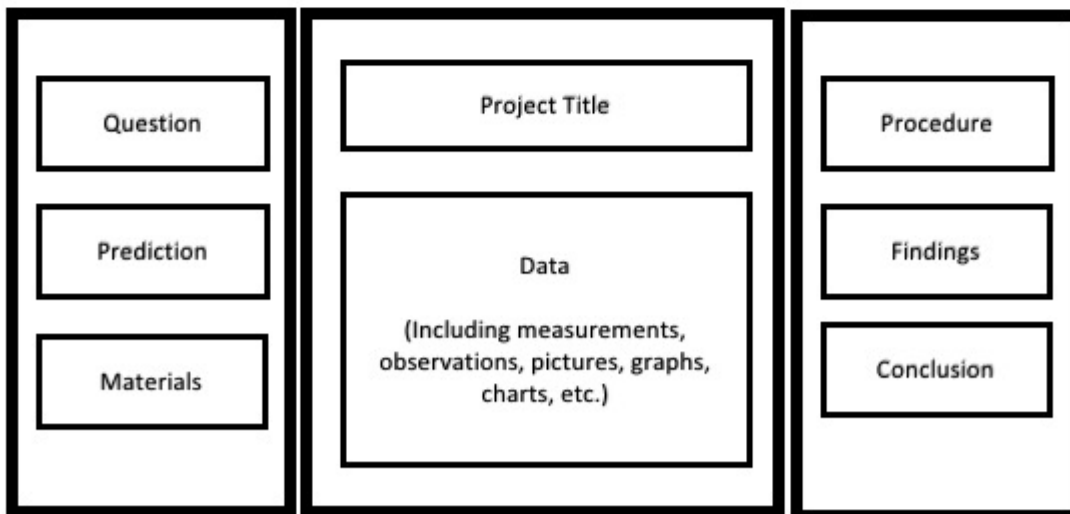 Question
Prediction
Materials
Project Title
Data
(Including measurements,
observations, pictures, graphs,
charts, etc.)
Procedure
Findings
Conclusion